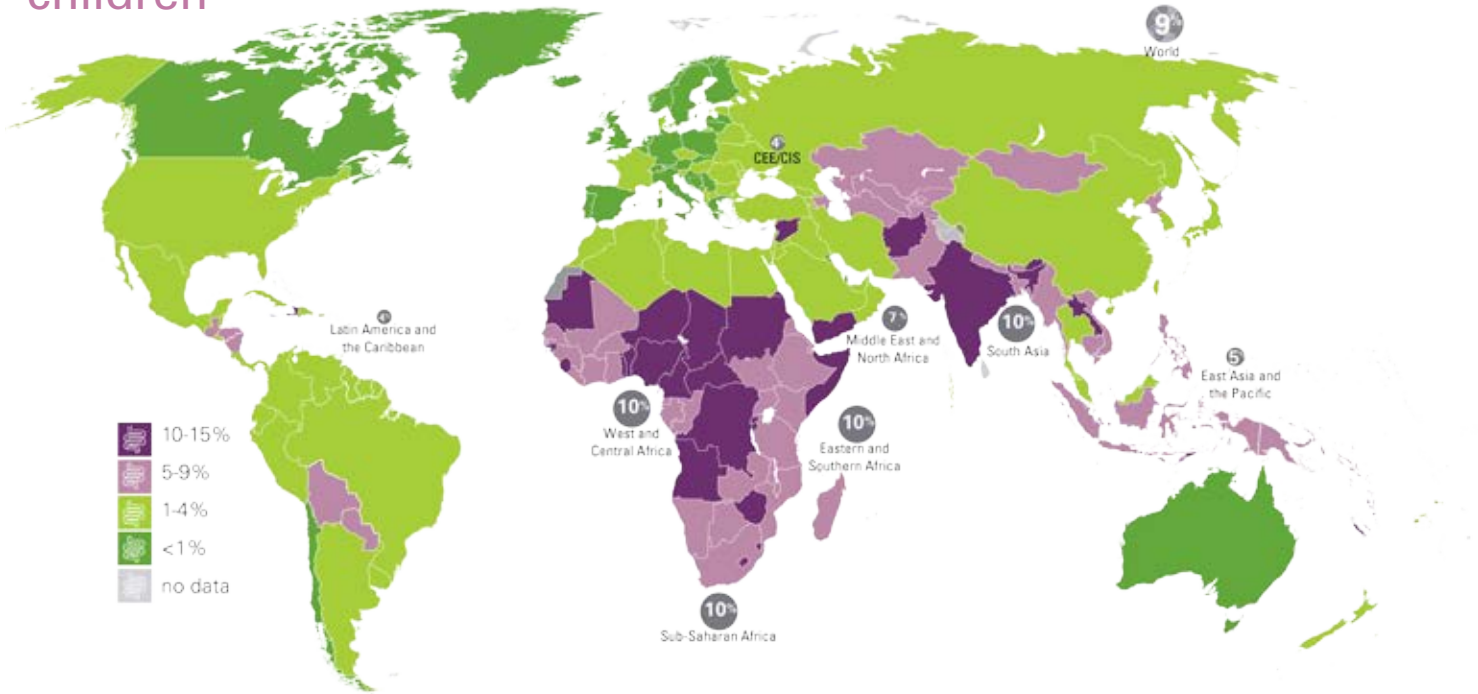 children
9%
World
4
CEE/CIS
4%
Latin America and
the Caribbean
7%
Middle East and
North Africa
10%
South Asia
5
East Asia and
the Pacific
10%
West and
Central Africa
10%
Eastern and
Southern Africa
10%
Sub-Saharan Africa
10-15%
5-9%
1-4%
<1%
no data